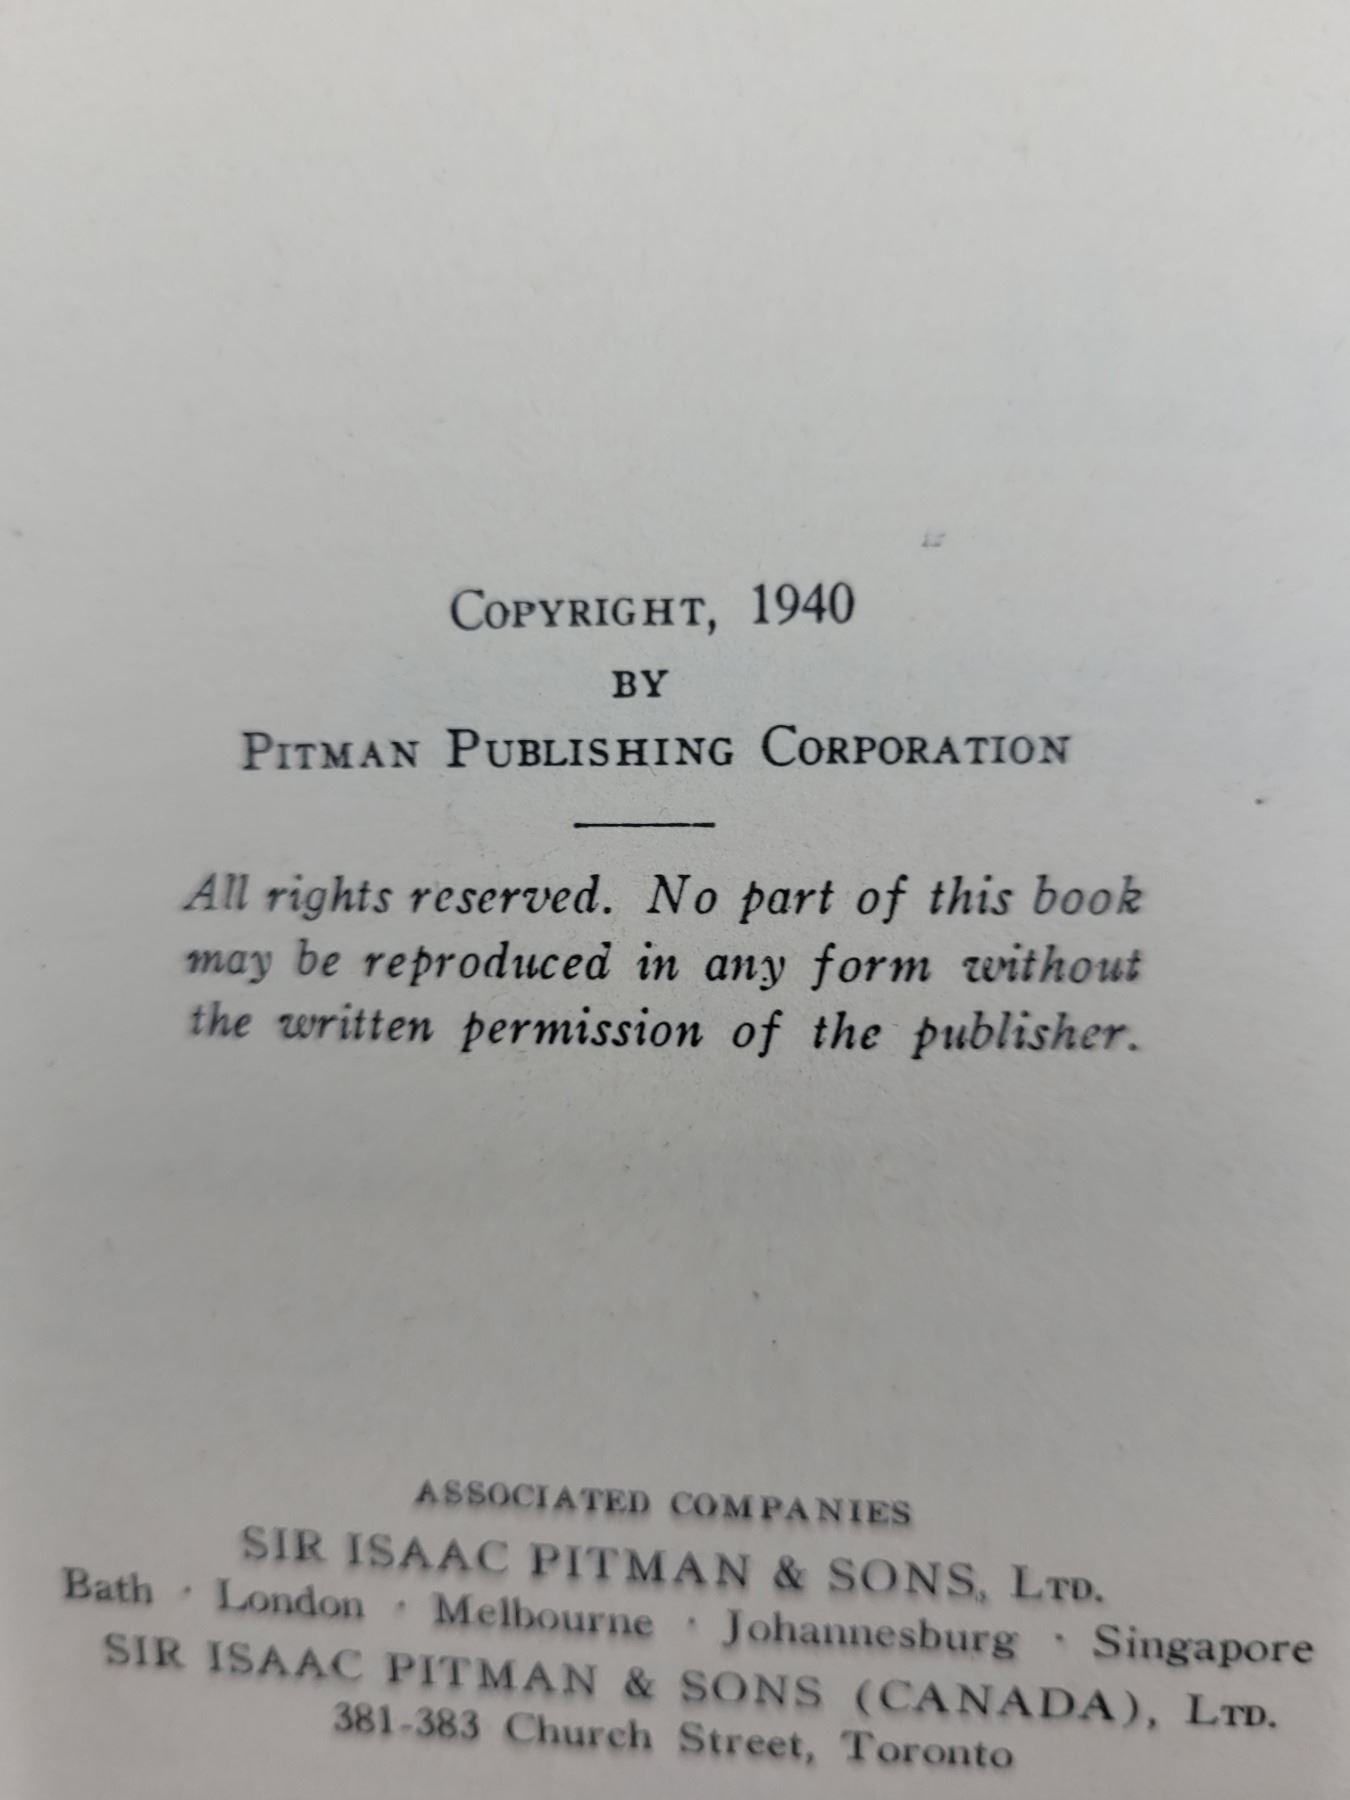 COPYRIGHT, 1940
BY
PITMAN PUBLISHING CORPORATION
All rights reserved. No part of this book
may be reproduced in any form without
the written permission of the publisher.
ASSOCIATED COMPANIES
SIR ISAAC PITMAN & SONS, LTD.
Bath · London · Melbourne · Johannesburg · Singapore
SIR ISAAC PITMAN & SONS (CANADA), LTD.
381-383 Church Street, Toronto